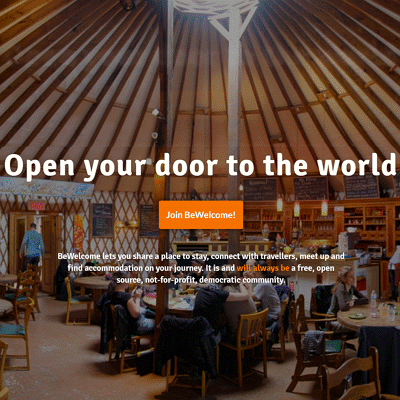 Open your door to the world
Join BeWelcome!
BeWelcome lets you share a place to stay, connect with travellers, meet up and
find accommodation on your journey. It is and will always be a free, open
source, not-for-profit, democratic community.